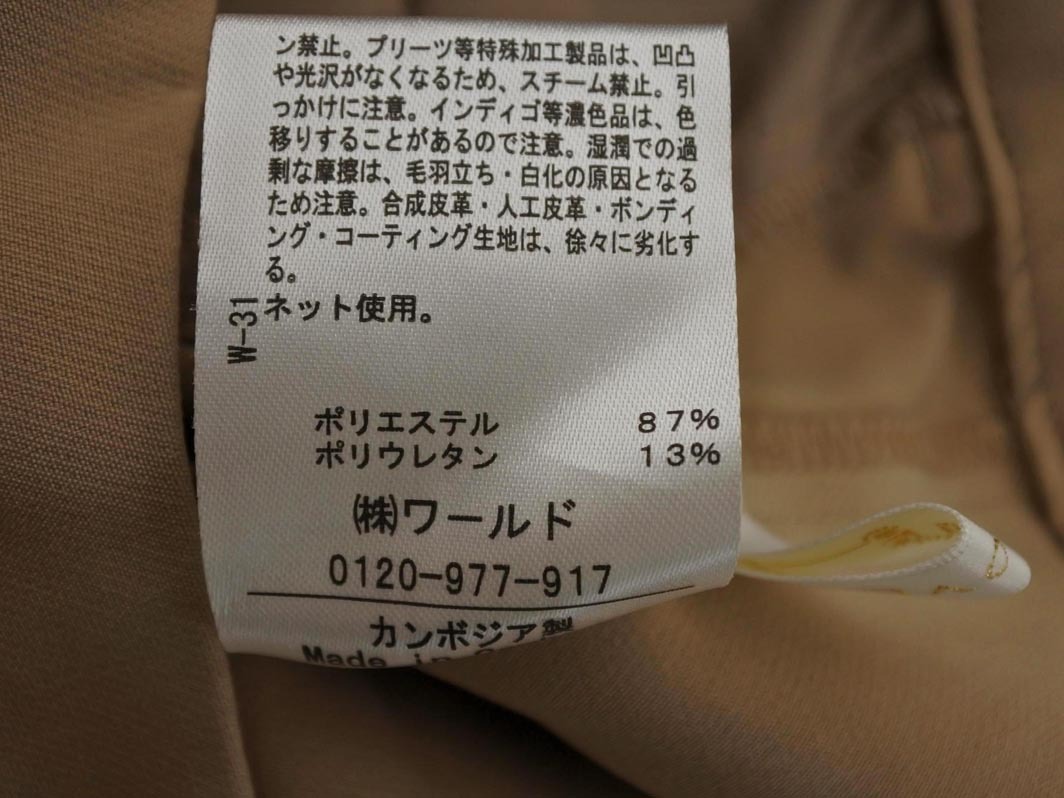 ン禁止。プリーツ等特殊加工製品は、凹凸
や光沢がなくなるため、スチーム禁止。引
っかけに注意。インディゴ等濃色品は、色
移りすることがあるので注意。湿潤での過
剰な摩擦は、毛羽立ち・白化の原因となる
ため注意。合成皮革・人工皮革・ボンディ
ング・コーティング生地は、徐々に劣化す
る。
ネット使用。
W-31
ポリエステル 87%
ポリウレタン 13%
㈱ワールド
0120-977-917
カンボジア製
Made in